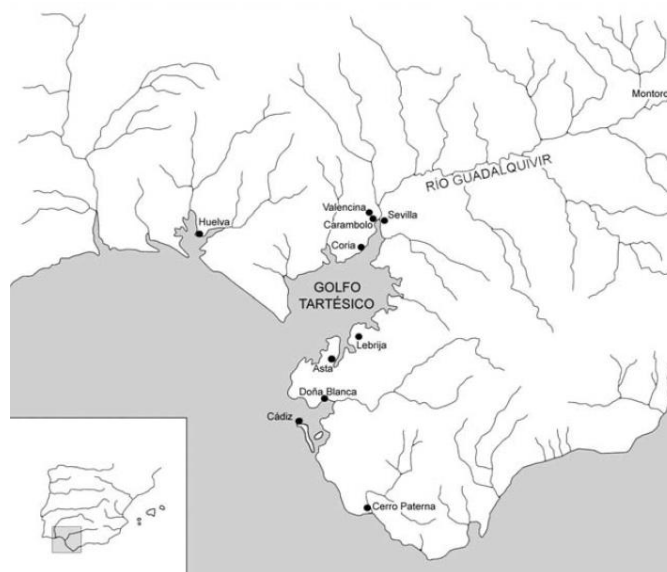 Montoro
RÍO GUADALQUIVIR
Valencina
Sevilla
Carambolo
Huelva
Coria
GOLFO
TARTÉSICO
Lebrija
Asta
Doña Blanca
Cádiz
Cerro Paterna